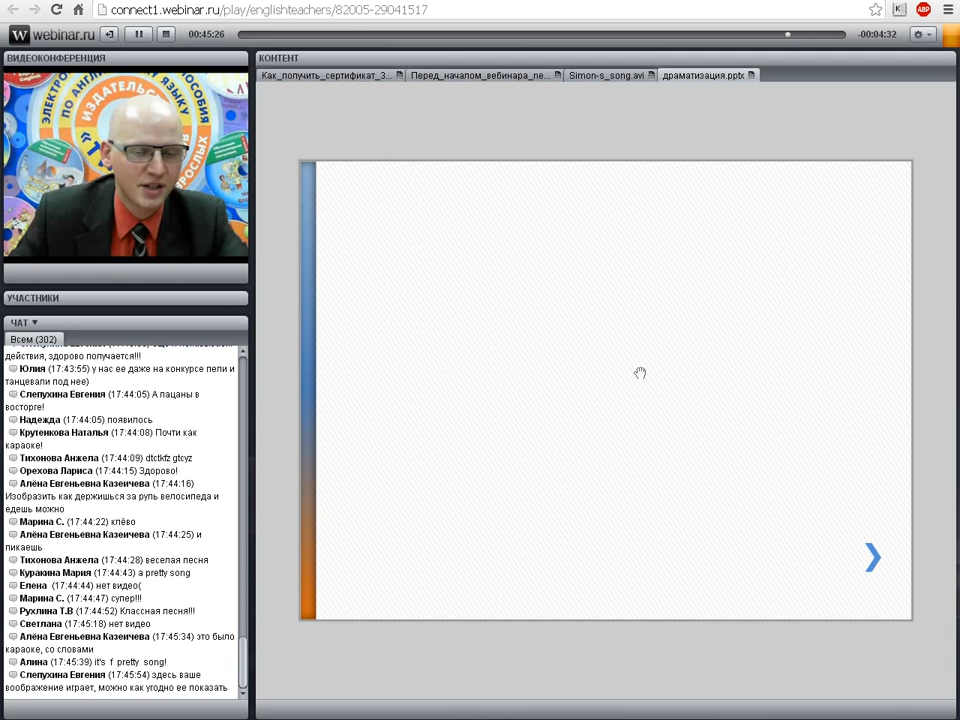 connect1.webinar.ru/play/englishteachers/82005-29041517
W webinar.ru 00:45:26 -00:04:32
ВИДЕОКОНФЕРЕНЦИЯ
КОНТЕНТ
Как_получить_сертификат_3... Перед_началом_вебинара_пе... Simon-s_song.avi драматизация.pptx
ИЗДАТЕЛЬСТВО
УЧАСТНИКИ
ЧАТ
Всем (302)
действия, здорово получается!!!
Юлия (17:43:55) у нас ее даже на конкурсе пели и
танцевали под нее)
Слепухина Евгения (17:44:05) А пацаны в
восторге!
Надежда (17:44:05) появилось
Крутенкова Наталья (17:44:08) Почти как
караоке!
Тихонова Анжела (17:44:09) dtctkfz gtcyz
Орехова Лариса (17:44:15) Здорово!
Алёна Евгеньевна Казеичева (17:44:16)
Изобразить как держишься за руль велосипеда и
едешь можно
Марина С. (17:44:22) клёво
Алёна Евгеньевна Казеичева (17:44:25) и
пикаешь
Тихонова Анжела (17:44:28) веселая песня
Куракина Мария (17:44:43) a pretty song
Елена (17:44:44) нет видео(
Марина С. (17:44:47) супер!!!
Рухлина Т.В (17:44:52) Классная песня!!!
Светлана (17:45:18) нет видео
Алёна Евгеньевна Казеичева (17:45:34) это было
караоке, со словами
Алина (17:45:39) it's f pretty song!
Слепухина Евгения (17:45:54) здесь ваше
воображение играет, можно как угодно ее показать